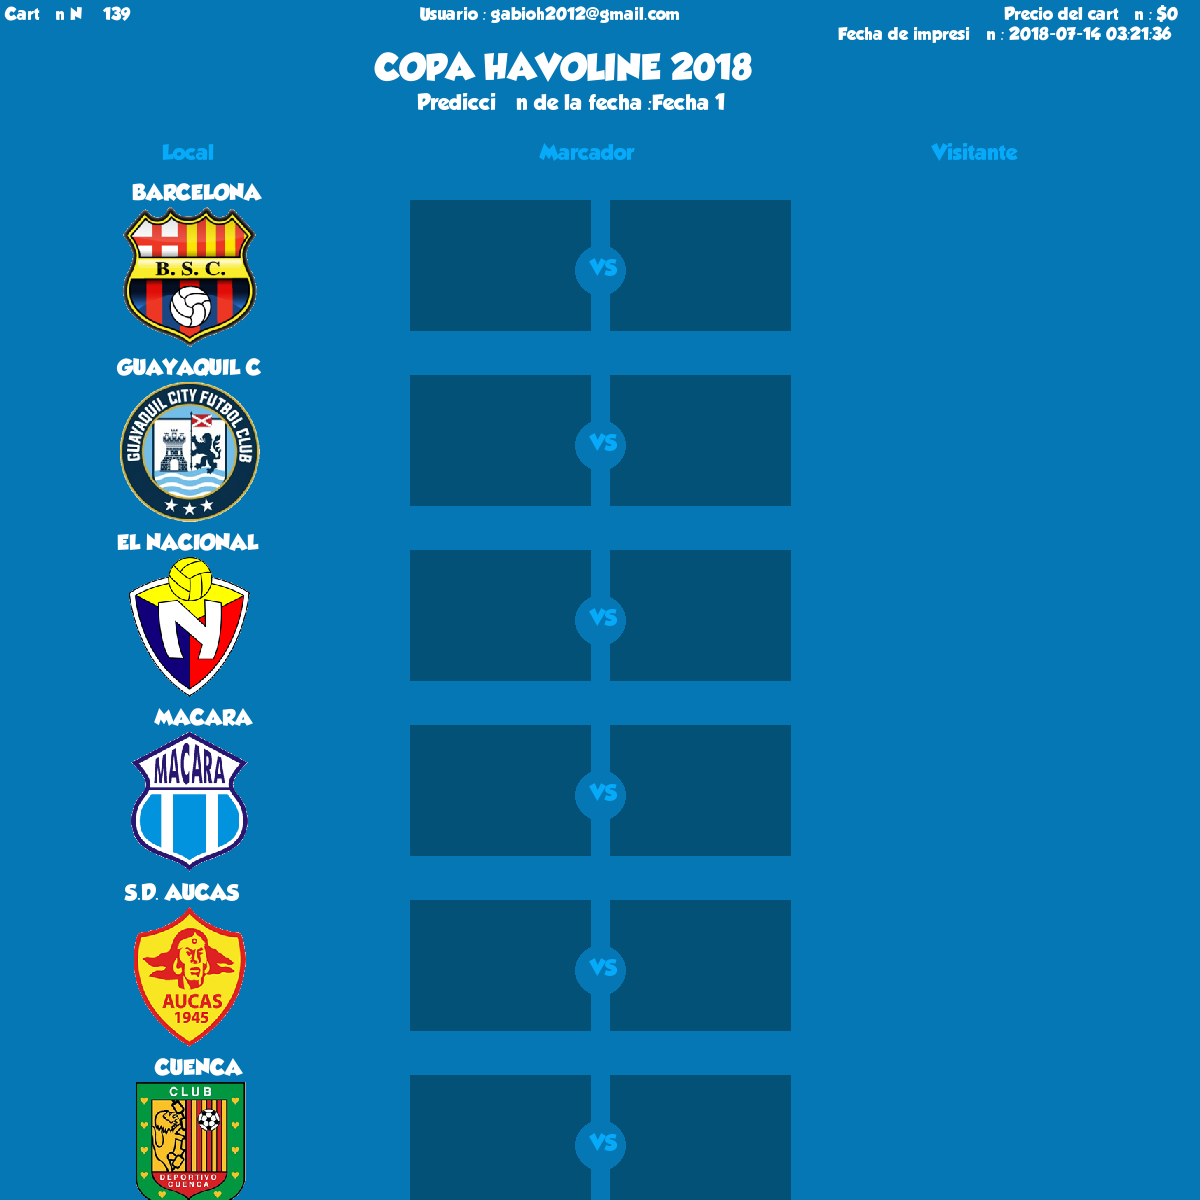 Cart n N 139
Usuario : gabioh2012@gmail.com
Precio del cart n : $0
Fecha de impresi n : 2018-07-14 03:21:36
COPA HAVOLINE 2018
Predicci n de la fecha :Fecha 1
Local
Marcador
Visitante
BARCELONA
B. S. C.
VS
GUAYAQUIL C
GUAYAQUIL CITY FUTBOL CLUB
VS
EL NACIONAL
N
VS
MACARA
MACARA
VS
S.D. AUCAS
AUCAS
1945
VS
CUENCA
CLUB
VS
DEPORTIVO
CUENCA